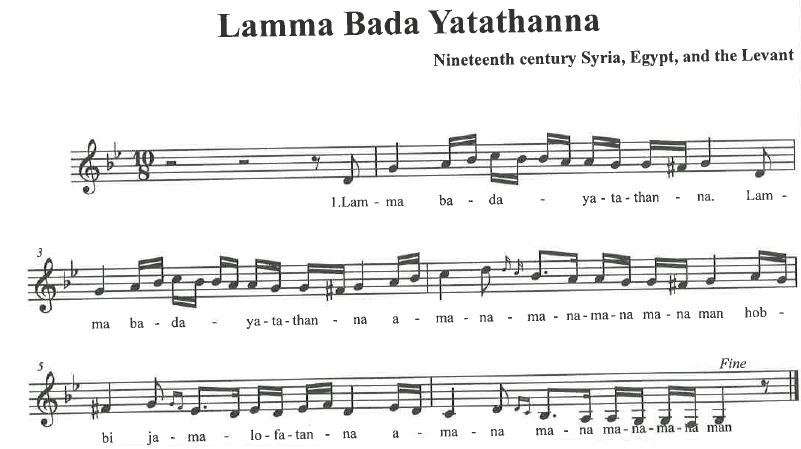 Lamma Bada Yatathanna
Nineteenth century Syria, Egypt, and the Levant
10
8
1.Lam - ma ba - da - ya - ta - than - na. Lam -
3
ma ba - da - ya - ta - than - na a - ma - na - ma - na - ma - na ma - na man hob -
5
Fine
bi ja - ma - lo - fa - tan - na a - ma - na ma - na ma - na - ma - na man